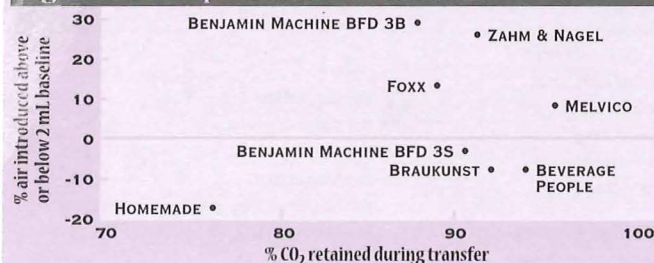 % air introduced above
or below 2 mL baseline
30
20
10
0
-10
-20
BENJAMIN MACHINE BFD 3B
ZAHM & NAGEL
FOXX
MELVICO
BENJAMIN MACHINE BFD 3S
BRAUKUNST
BEVERAGE
PEOPLE
HOMEMADE
70
80
90
100
% CO₂ retained during transfer